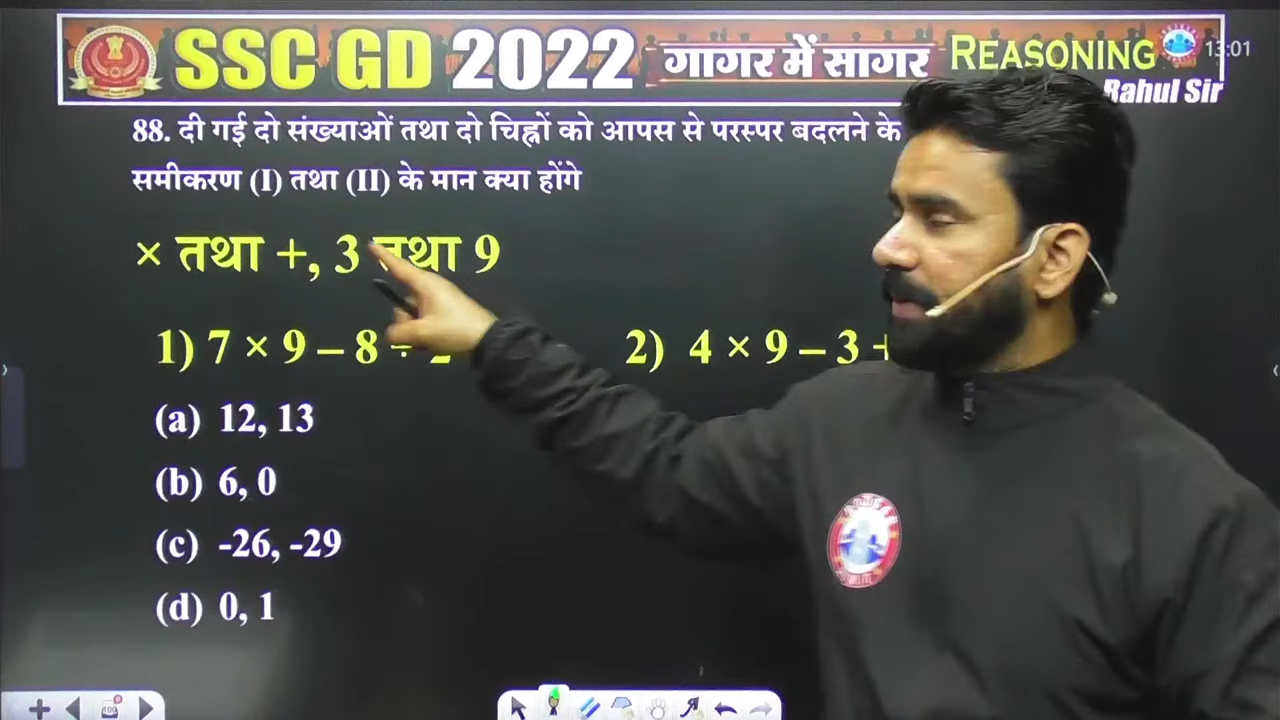 SSC GD 2022 गागर में सागर REASONING 13:01
Rahul Sir
88. दी गई दो संख्याओं तथा दो चिह्नों को आपस से परस्पर बदलने के
समीकरण (I) तथा (II) के मान क्या होंगे
× तथा +, 3 तथा 9
1) 7 × 9 – 8 ÷ 2
2) 4 × 9 – 3 +
(a) 12, 13
(b) 6, 0
(c) -26, -29
(d) 0, 1